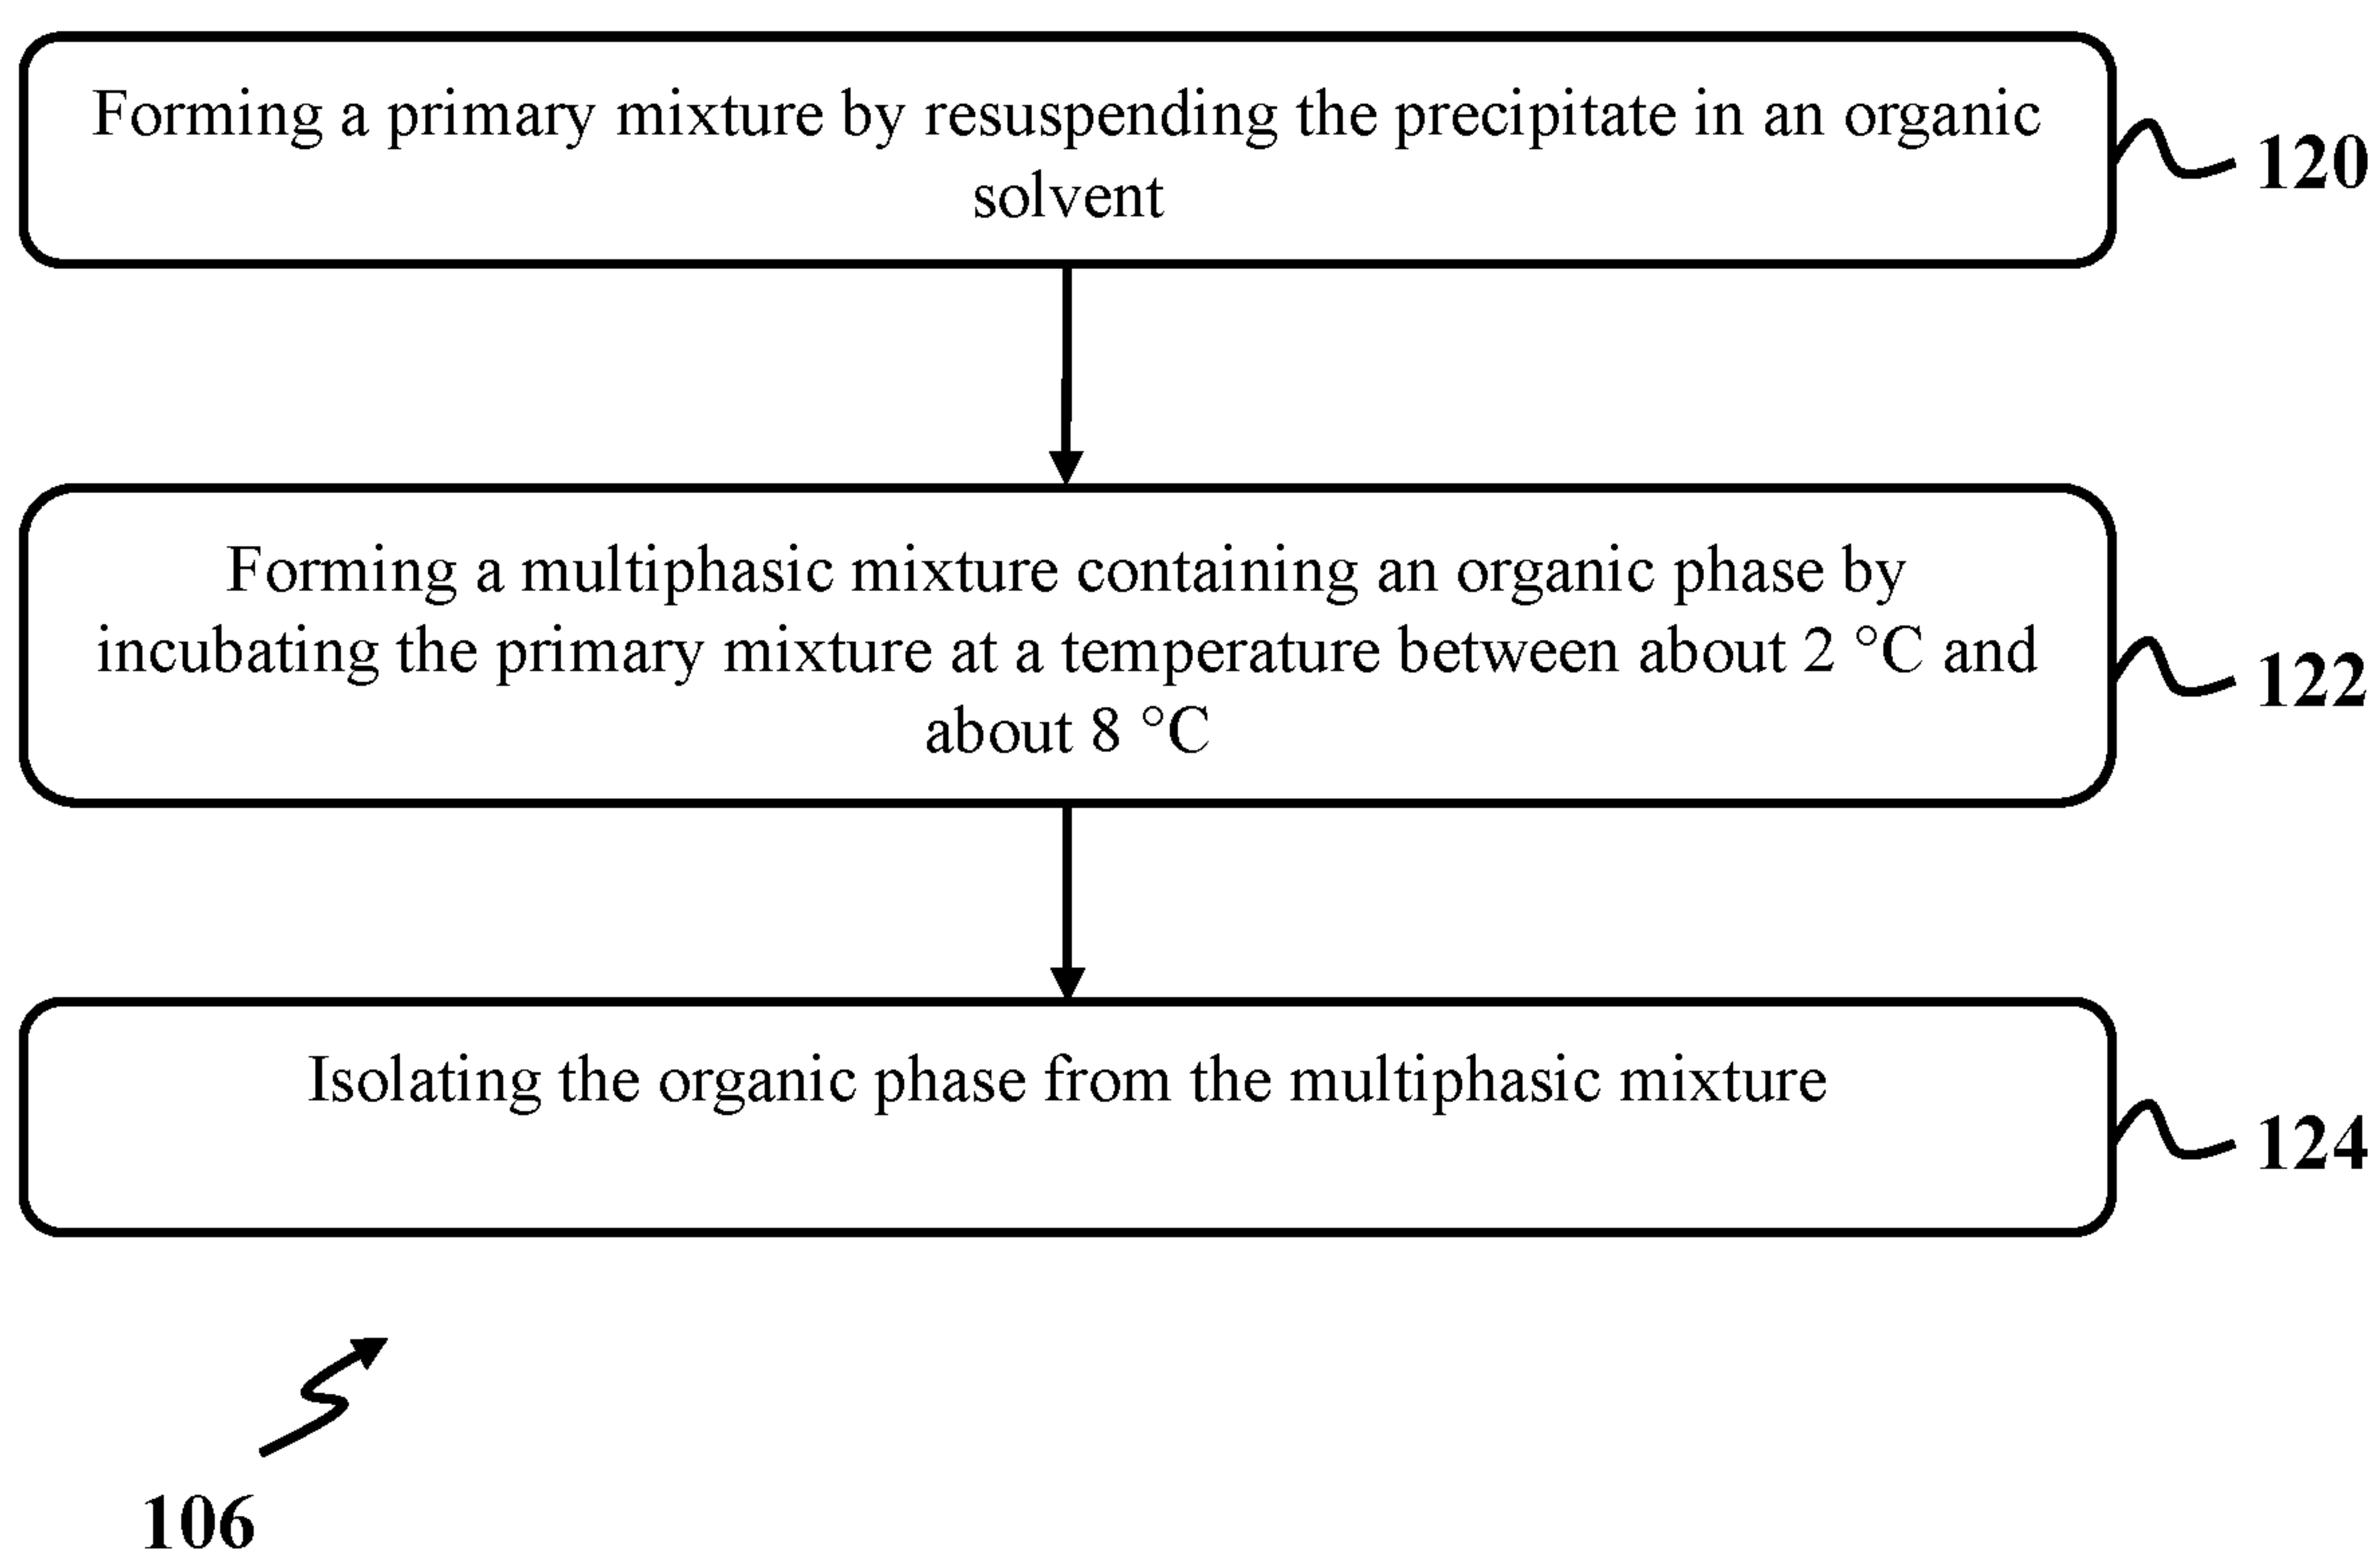 Forming a primary mixture by resuspending the precipitate in an organic
solvent
120
Forming a multiphasic mixture containing an organic phase by
incubating the primary mixture at a temperature between about 2 °C and
about 8 °C
122
Isolating the organic phase from the multiphasic mixture
124
106